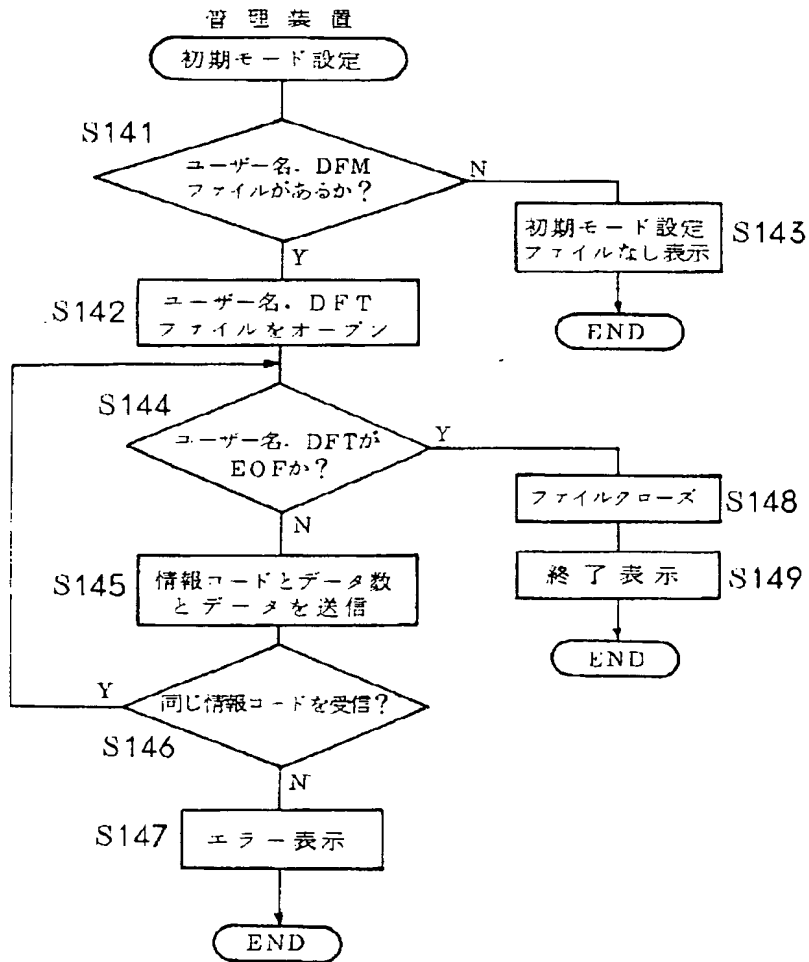 管理装置
初期モード設定
S141
ユーザー名．DFM
ファイルがあるか？
N
Y
初期モード設定
ファイルなし表示
S143
END
S142
ユーザー名．DFT
ファイルをオープン
S144
ユーザー名．DFTが
EOFか？
Y
N
ファイルクローズ
S148
S145
情報コードとデータ数
とデータを送信
終了表示
S149
END
Y
同じ情報コードを受信？
S146
N
S147
エラー表示
END